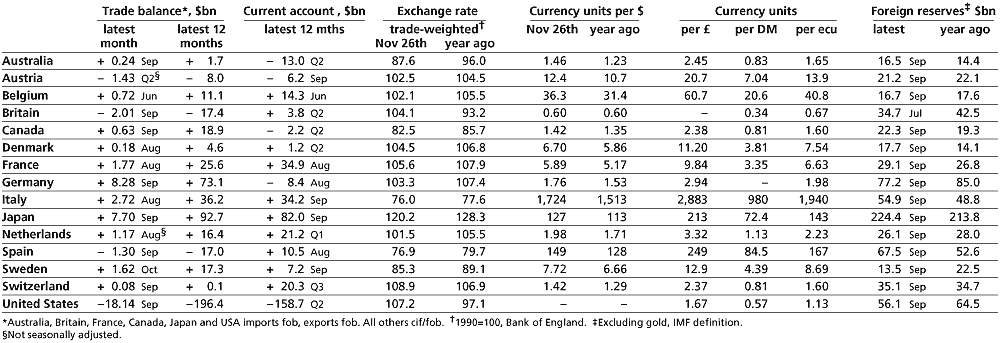 Trade balance*, $bn Current account , $bn Exchange rate Currency units per $ Currency units Foreign reserves‡ $bn
latest latest 12 latest 12 mths trade-weighted† Nov 26th year ago per £ per DM per ecu latest year ago
month months Nov 26th year ago
Australia + 0.24 Sep + 1.7 − 13.0 Q2 87.6 96.0 1.46 1.23 2.45 0.83 1.65 16.5 Sep 14.4
Austria − 1.43 Q2§ − 8.0 − 6.2 Sep 102.5 104.5 12.4 10.7 20.7 7.04 13.9 21.2 Sep 22.1
Belgium + 0.72 Jun + 11.1 + 14.3 Jun 102.1 105.5 36.3 31.4 60.7 20.6 40.8 16.7 Sep 17.6
Britain − 2.01 Sep − 17.4 + 3.8 Q2 104.1 93.2 0.60 0.60 – 0.34 0.67 34.7 Jul 42.5
Canada + 0.63 Sep + 18.9 − 2.2 Q2 82.5 85.7 1.42 1.35 2.38 0.81 1.60 22.3 Sep 19.3
Denmark + 0.18 Aug + 4.6 + 1.2 Q2 104.5 106.8 6.70 5.86 11.20 3.81 7.54 17.7 Sep 14.1
France + 1.77 Aug + 25.6 + 34.9 Aug 105.6 107.9 5.89 5.17 9.84 3.35 6.63 29.1 Sep 26.8
Germany + 8.28 Sep + 73.1 − 8.4 Aug 103.3 107.4 1.76 1.53 2.94 – 1.98 77.2 Sep 85.0
Italy + 2.72 Aug + 36.2 + 34.2 Sep 76.0 77.6 1,724 1,513 2,883 980 1,940 54.9 Sep 48.8
Japan + 7.70 Sep + 92.7 + 82.0 Sep 120.2 128.3 127 113 213 72.4 143 224.4 Sep 213.8
Netherlands + 1.17 Aug§ + 16.4 + 21.2 Q1 101.5 105.5 1.98 1.71 3.32 1.13 2.23 26.1 Sep 28.0
Spain − 1.30 Sep − 17.0 + 10.5 Aug 76.9 79.7 149 128 249 84.5 167 67.5 Sep 52.6
Sweden + 1.62 Oct + 17.3 + 7.2 Sep 85.3 89.1 7.72 6.66 12.9 4.39 8.69 13.5 Sep 22.5
Switzerland + 0.08 Sep + 0.1 + 20.3 Q3 108.9 106.9 1.42 1.29 2.37 0.81 1.60 35.1 Sep 34.7
United States −18.14 Sep −196.4 −158.7 Q2 107.2 97.1 – – 1.67 0.57 1.13 56.1 Sep 64.5
*Australia, Britain, France, Canada, Japan and USA imports fob, exports fob. All others cif/fob. †1990=100, Bank of England. ‡Excluding gold, IMF definition.
§Not seasonally adjusted.